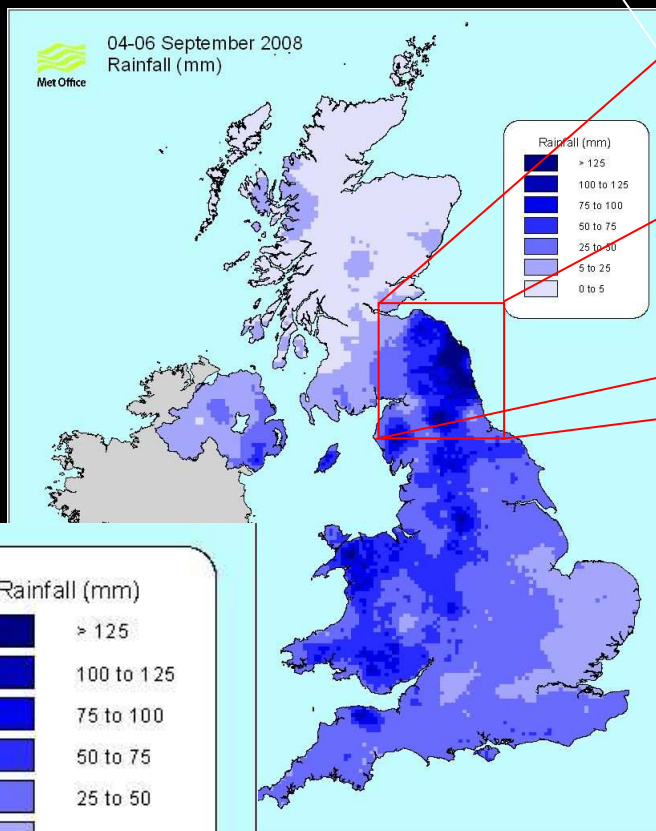 04-06 September 2008
Rainfall (mm)
Met Office
Rainfall (mm)
> 125
100 to 125
75 to 100
50 to 75
25 to 50
5 to 25
0 to 5
Rainfall (mm)
> 125
100 to 125
75 to 100
50 to 75
25 to 50